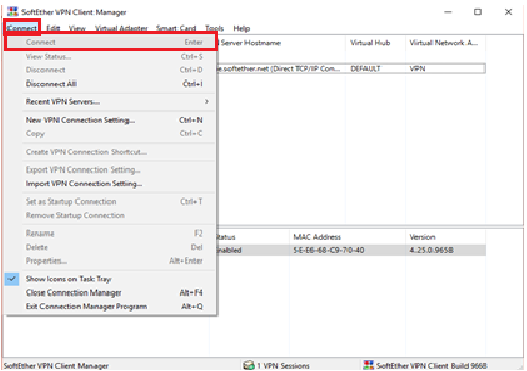 SoftEther VPN Client Manager
Connect Edit View Virtual Adapter Smart Card Tools Help
Connect Enter
View Status... Ctrl+S
Disconnect Ctrl+D
Disconnect All Ctrl+I
Recent VPN Servers...
New VPN Connection Setting... Ctrl+N
Copy Ctrl+C
Create VPN Connection Shortcut...
Export VPN Connection Setting...
Import VPN Connection Setting...
Set as Startup Connection Ctrl+T
Remove Startup Connection
Rename F2
Delete Del
Properties... Alt+Enter
Show Icons on Task Tray
Close Connection Manager Alt+F4
Exit Connection Manager Program Alt+Q
Server Hostname Virtual Hub Virtual Network A...
e.softether.net (Direct TCP/IP Com... DEFAULT VPN
Status MAC Address Version
nabled 5-E-E6-68-C9-7/0-40 4.25.0.9658
SoftEther VPN Client Manager 1 VPN Sessions SoftEther VPN Client Build 9668